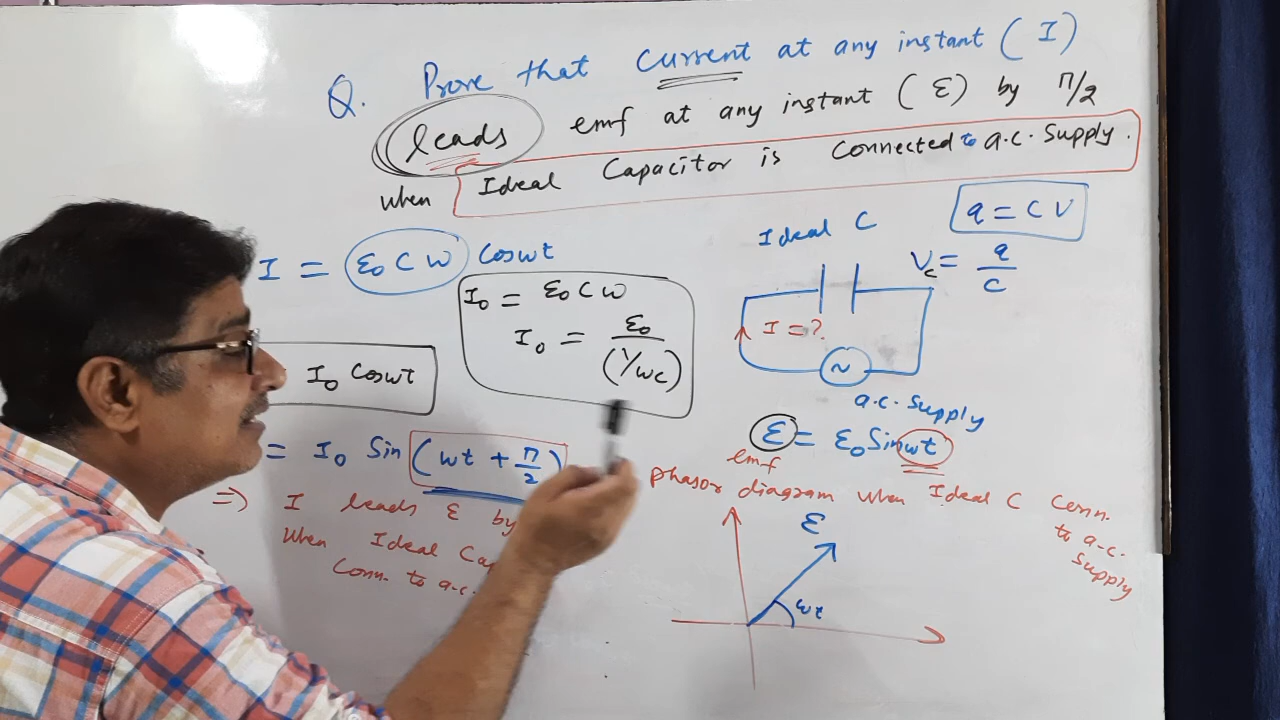 Q. Prove that Current at any instant ( I )
leads emf at any instant ( ε ) by π/2
when Ideal Capacitor is Connected to a.c. Supply.
I = ε₀ C ω Cosωt
I₀ = ε₀ C ω
I₀ = ε₀ / (1/ωc)
I₀ Cosωt
= I₀ Sin (ωt + π/2)
=> I leads ε by
When Ideal Cap
Conn. to a.c.
Ideal C
q = C V
V_c = q / C
I = ?
~
a.c. Supply
ε = ε₀ Sinωt
emf
phasor diagram when Ideal C Conn.
to a.c.
Supply
ε
ωt